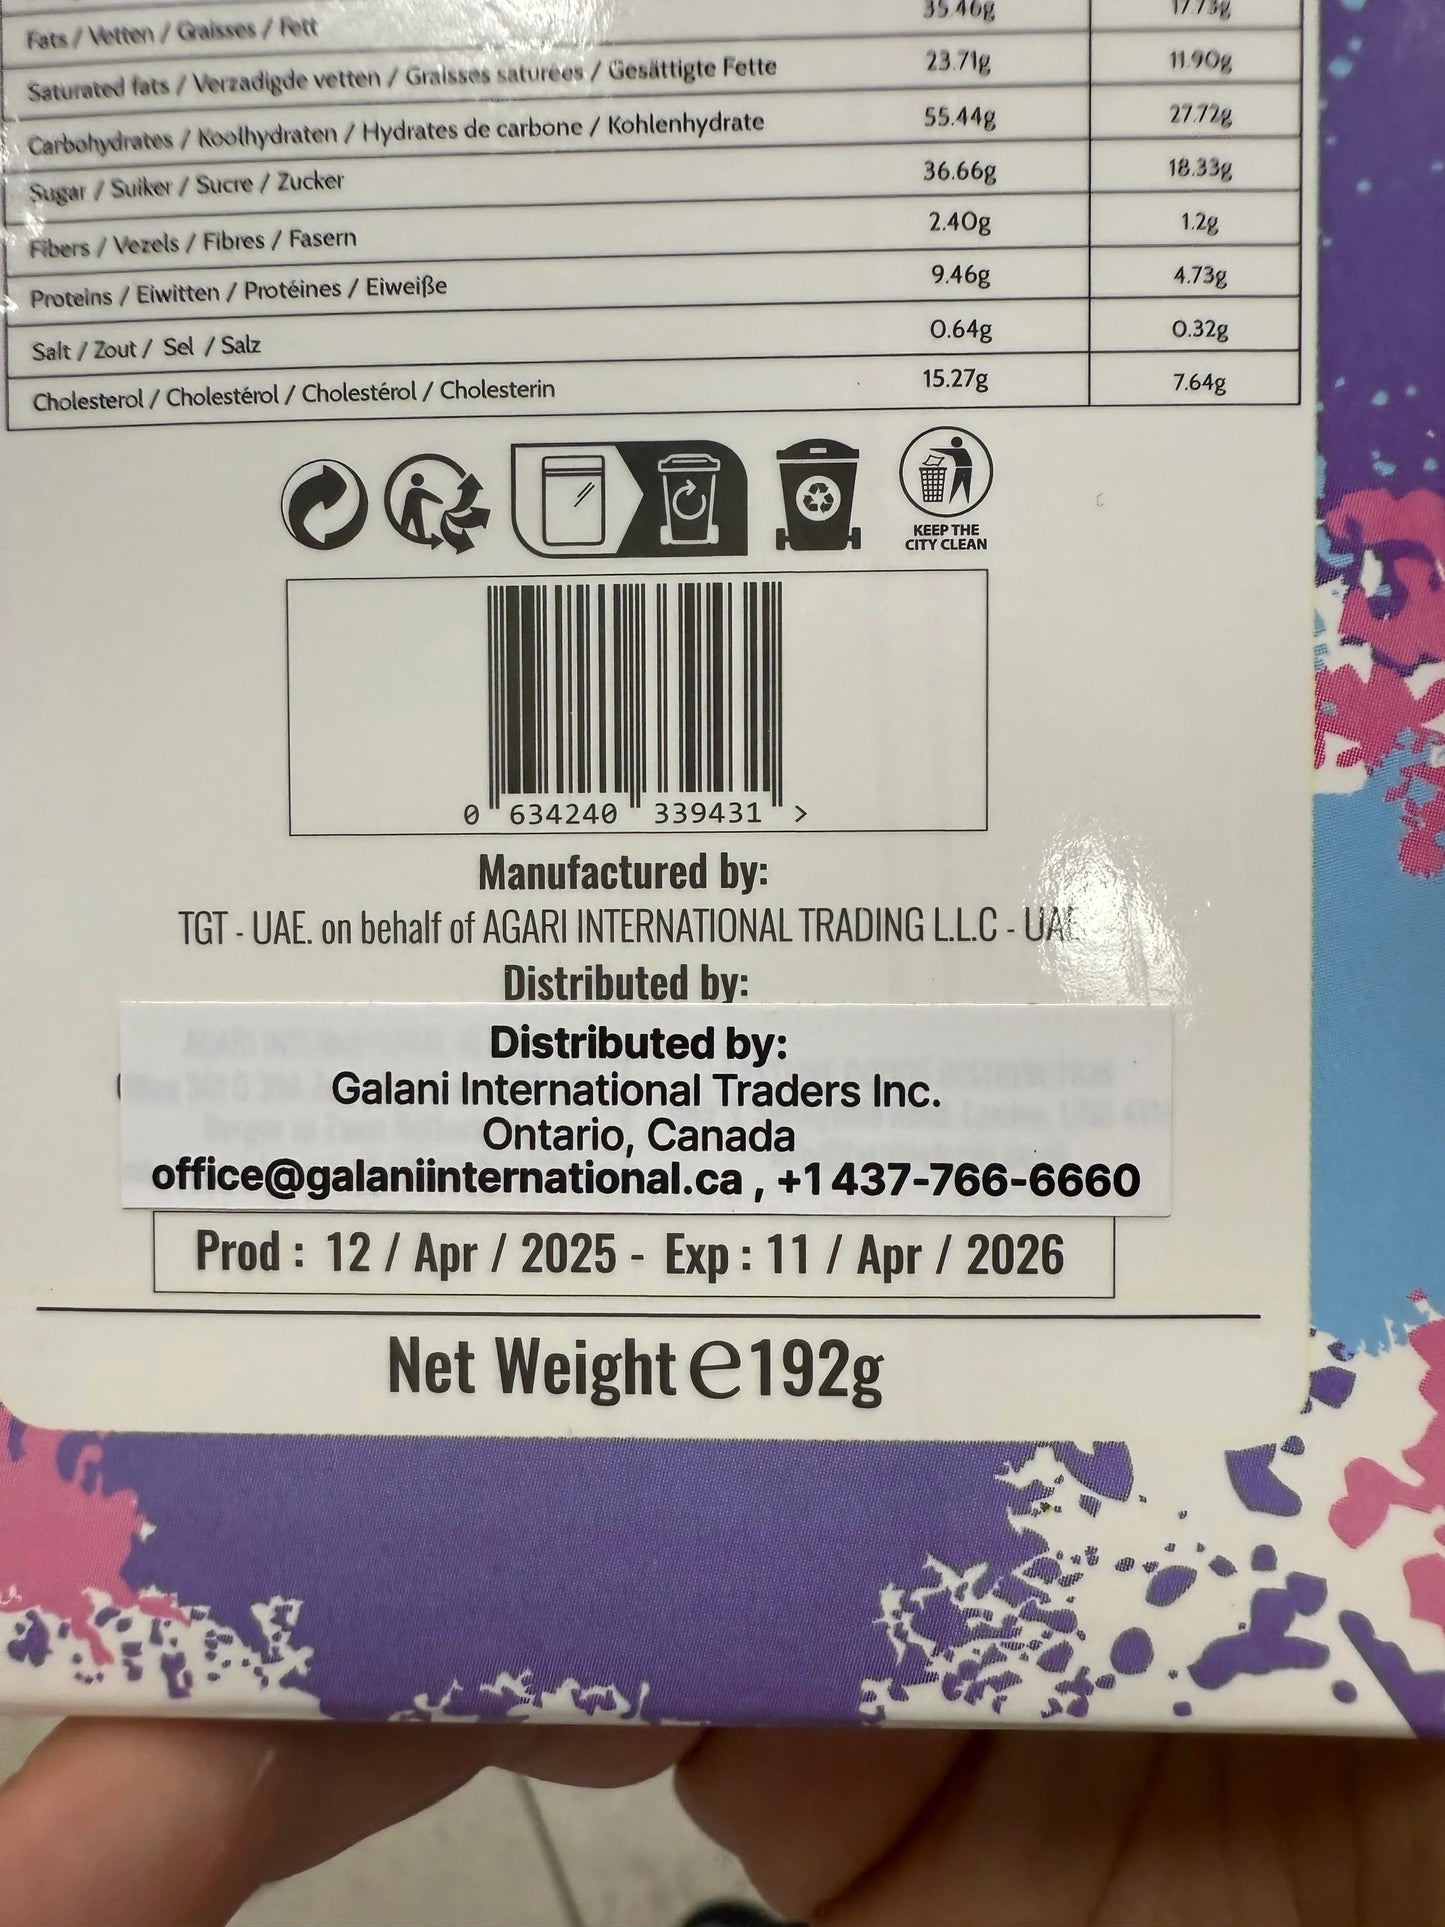 Fats / Vetten / Graisses / Fett 35.46g 17.73g
Saturated fats / Verzadigde vetten / Graisses saturées / Gesättigte Fette 23.71g 11.90g
Carbohydrates / Koolhydraten / Hydrates de carbone / Kohlenhydrate 55.44g 27.72g
Sugar / Suiker / Sucre / Zucker 36.66g 18.33g
Fibers / Vezels / Fibres / Fasern 2.40g 1.2g
Proteins / Eiwitten / Protéines / Eiweiße 9.46g 4.73g
Salt / Zout / Sel / Salz 0.64g 0.32g
Cholesterol / Cholestérol / Cholestérol / Cholesterin 15.27g 7.64g
KEEP THE
CITY CLEAN
0 634240 339431 >
Manufactured by:
TGT - UAE. on behalf of AGARI INTERNATIONAL TRADING L.L.C - UAE
Distributed by:
Distributed by:
Galani International Traders Inc.
Ontario, Canada
office@galaniinternational.ca , +1 437-766-6660
Prod : 12 / Apr / 2025 - Exp : 11 / Apr / 2026
Net Weight ℮192g